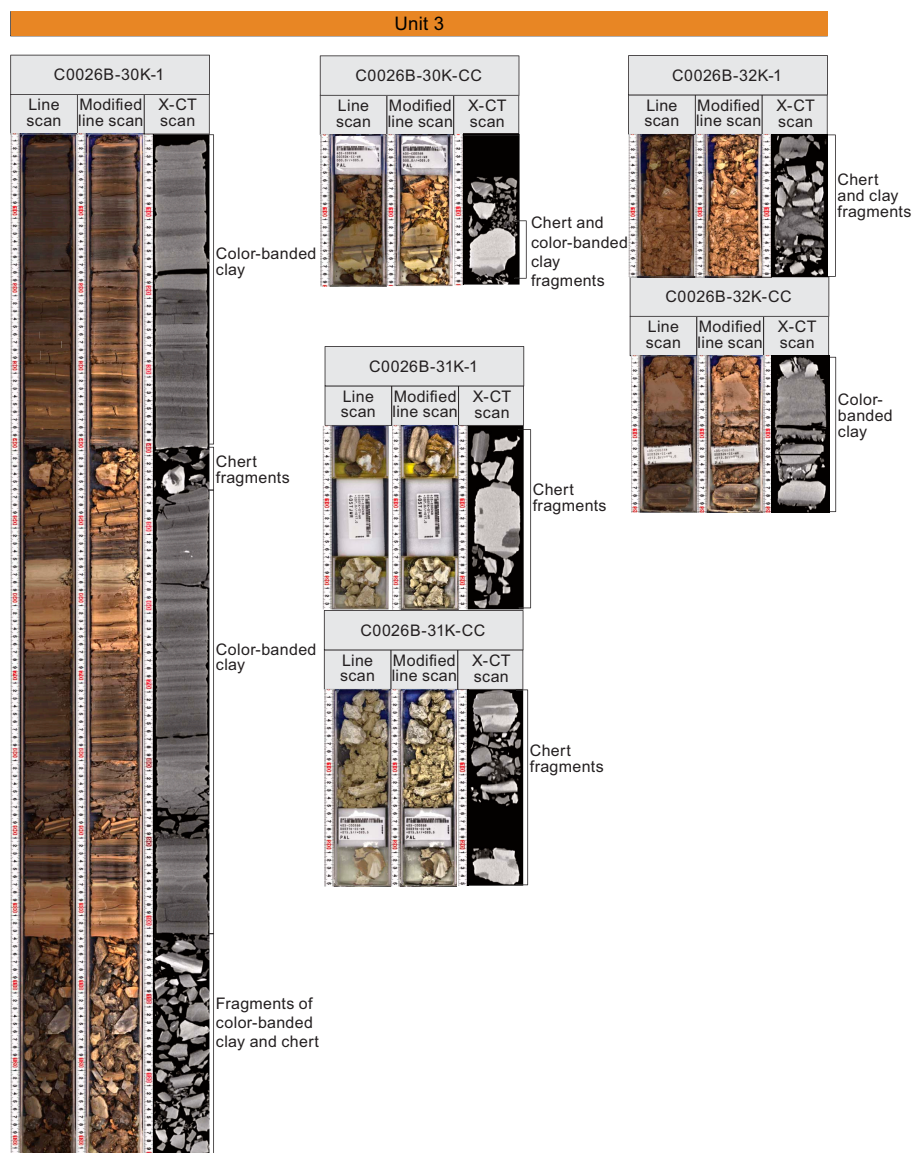 Unit 3
C0026B-30K-1
Line scan
Modified line scan
X-CT scan
Color-banded clay
Chert fragments
Color-banded clay
Fragments of color-banded clay and chert
C0026B-30K-CC
Line scan
Modified line scan
X-CT scan
PAL
PAL
Chert and color-banded clay fragments
C0026B-31K-1
Line scan
Modified line scan
X-CT scan
Chert fragments
C0026B-31K-CC
Line scan
Modified line scan
X-CT scan
PAL
PAL
Chert fragments
C0026B-32K-1
Line scan
Modified line scan
X-CT scan
Chert and clay fragments
C0026B-32K-CC
Line scan
Modified line scan
X-CT scan
Color-banded clay